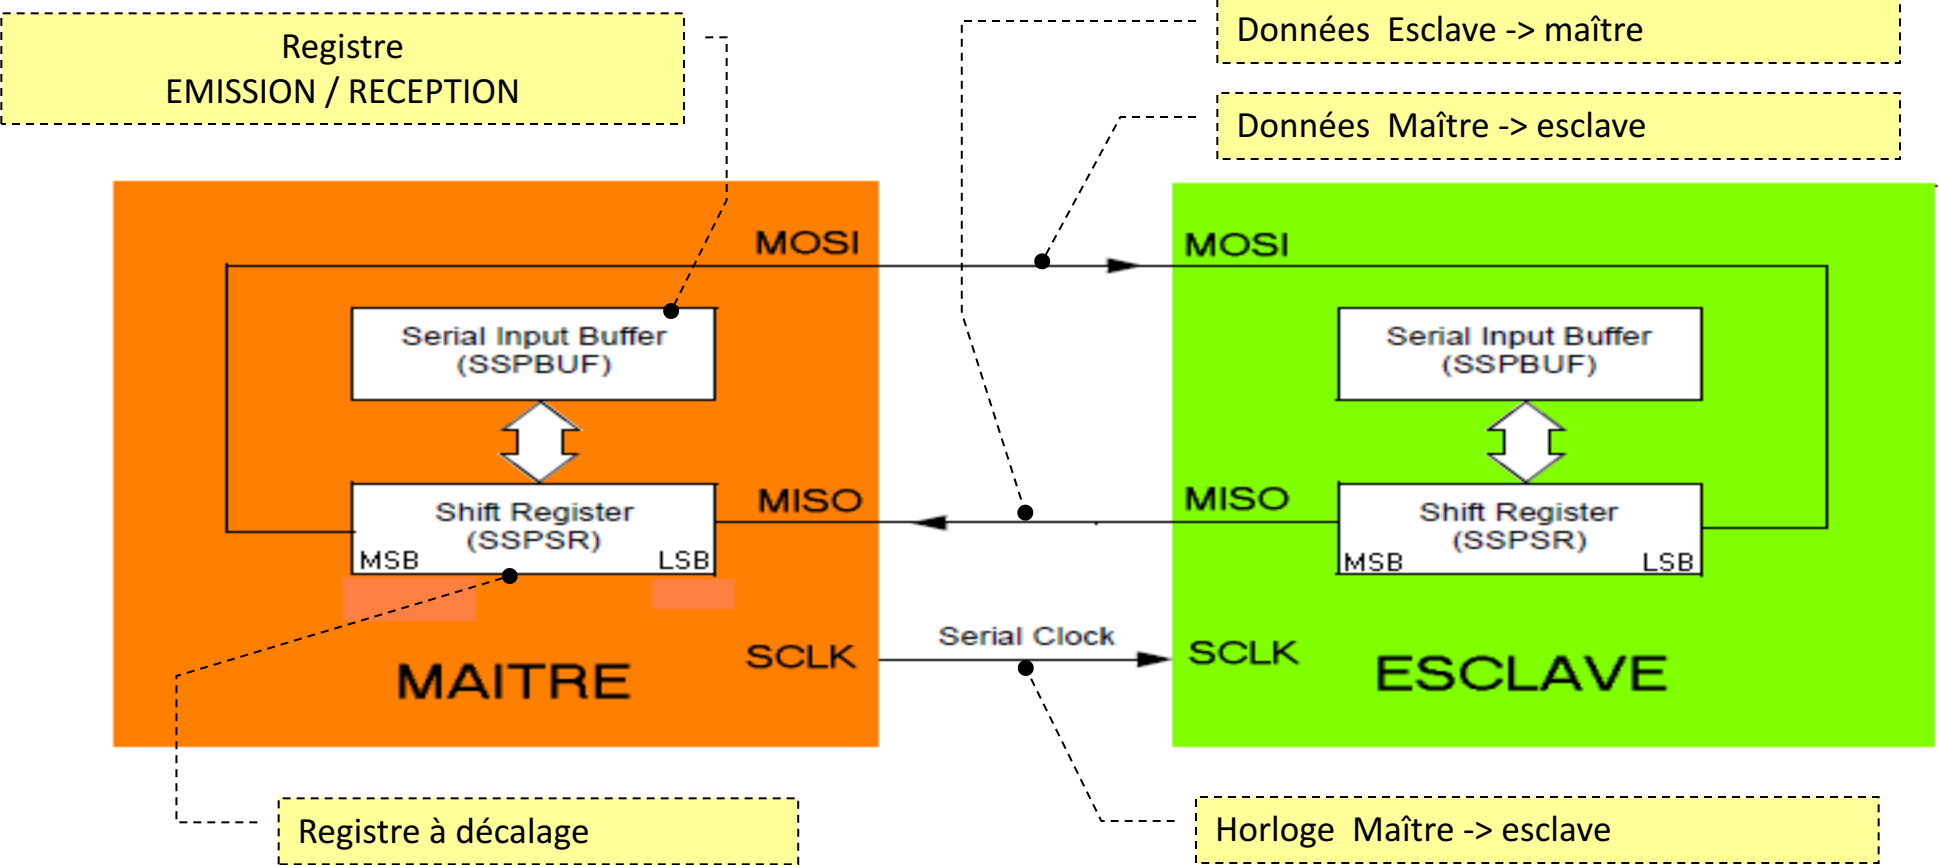 Registre
EMISSION / RECEPTION
Données Esclave -> maître
Données Maître -> esclave
MOSI
MOSI
Serial Input Buffer
(SSPBUF)
Serial Input Buffer
(SSPBUF)
MISO
MISO
Shift Register
(SSPSR)
MSB
LSB
Shift Register
(SSPSR)
MSB
LSB
Serial Clock
SCLK
SCLK
MAITRE
ESCLAVE
Registre à décalage
Horloge Maître -> esclave